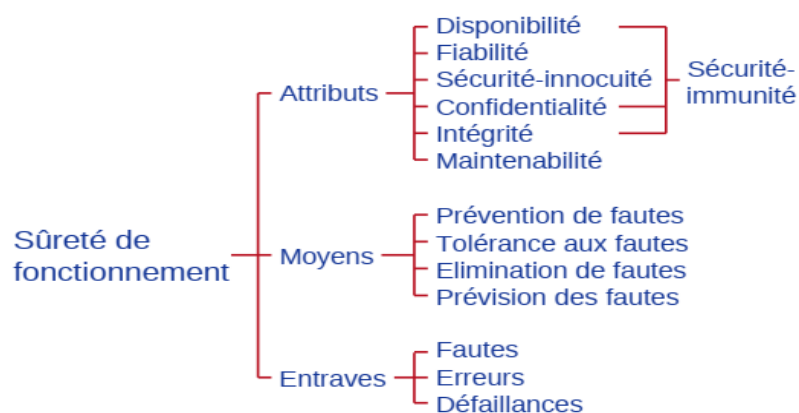 Sûreté de
fonctionnement
Attributs
Disponibilité
Fiabilité
Sécurité-innocuité
Confidentialité
Intégrité
Maintenabilité
Sécurité-
immunité
Moyens
Prévention de fautes
Tolérance aux fautes
Elimination de fautes
Prévision des fautes
Entraves
Fautes
Erreurs
Défaillances